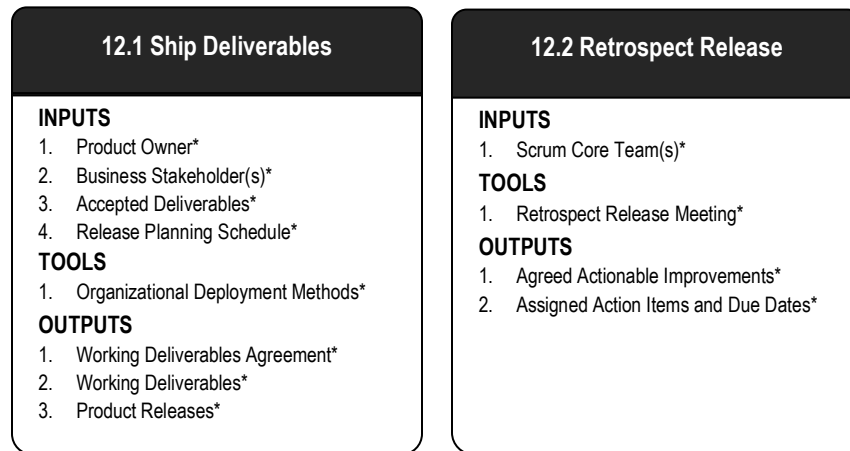 12.1 Ship Deliverables
INPUTS
1. Product Owner*
2. Business Stakeholder(s)*
3. Accepted Deliverables*
4. Release Planning Schedule*
TOOLS
1. Organizational Deployment Methods*
OUTPUTS
1. Working Deliverables Agreement*
2. Working Deliverables*
3. Product Releases*
12.2 Retrospect Release
INPUTS
1. Scrum Core Team(s)*
TOOLS
1. Retrospect Release Meeting*
OUTPUTS
1. Agreed Actionable Improvements*
2. Assigned Action Items and Due Dates*